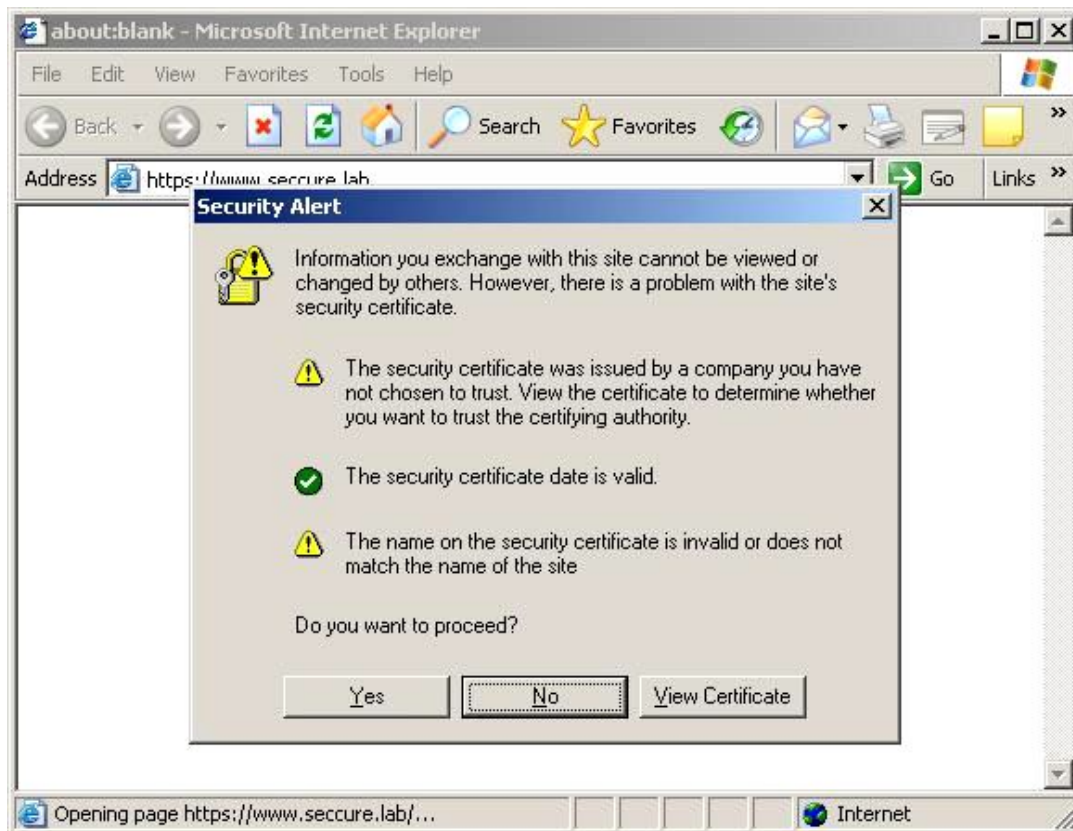 about:blank - Microsoft Internet Explorer
File Edit View Favorites Tools Help
Back Search Favorites »
Address https://www.seccure.lab Go Links »
Security Alert
Information you exchange with this site cannot be viewed or
changed by others. However, there is a problem with the site's
security certificate.
The security certificate was issued by a company you have
not chosen to trust. View the certificate to determine whether
you want to trust the certifying authority.
The security certificate date is valid.
The name on the security certificate is invalid or does not
match the name of the site
Do you want to proceed?
Yes No View Certificate
Opening page https://www.seccure.lab/... Internet